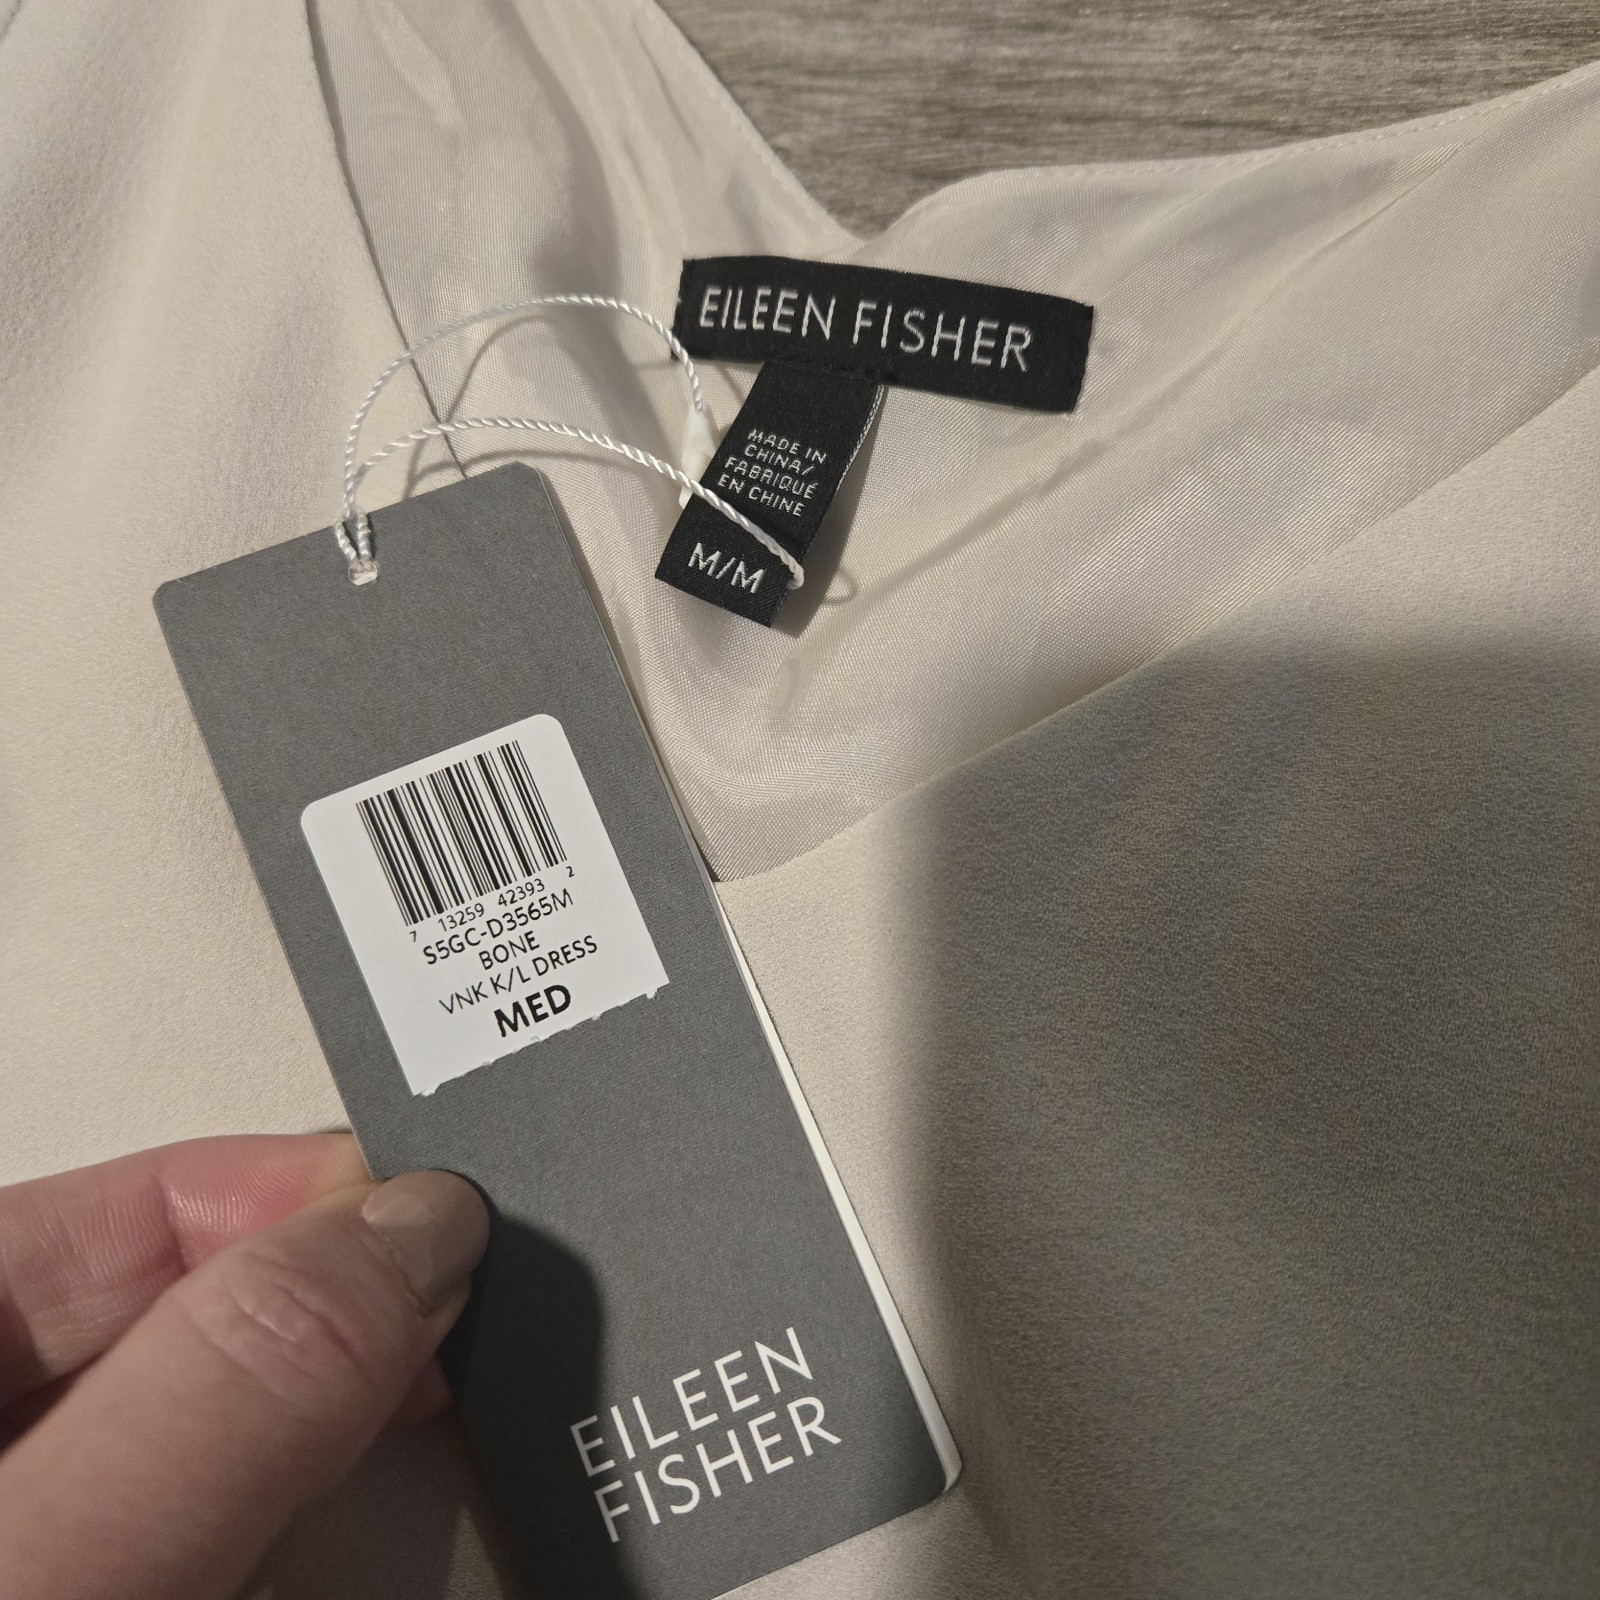 EILEEN FISHER
MADE IN
CHINA/
FABRIQUÉ
EN CHINE
M/M
7 13259 42393 2
S5GC-D3565M
BONE
VNK K/L DRESS
MED
EILEEN
FISHER